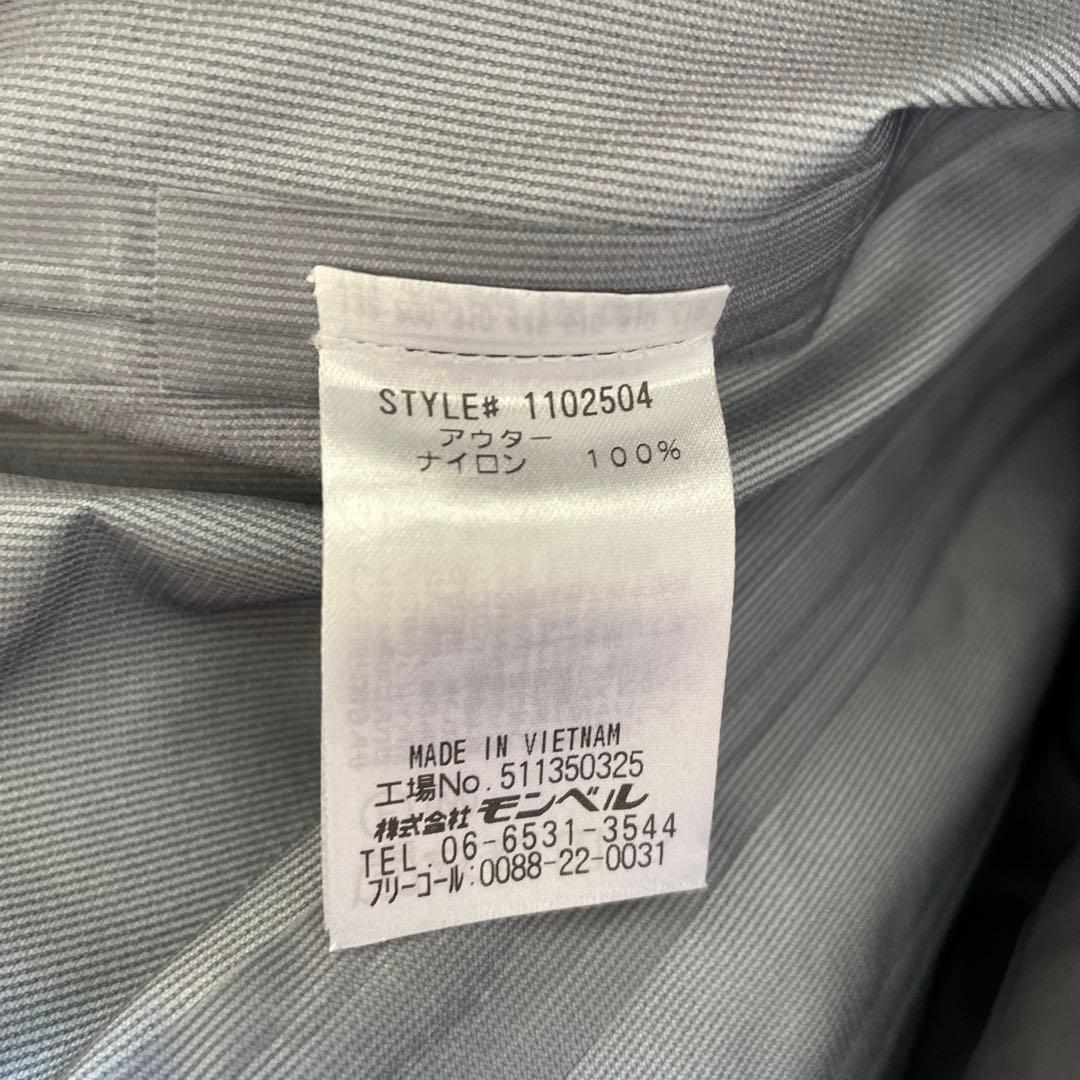 STYLE# 1102504
アウター
ナイロン 100%
MADE IN VIETNAM
工場No.511350325
株式会社モンベル
TEL.06-6531-3544
フリーコール:0088-22-0031